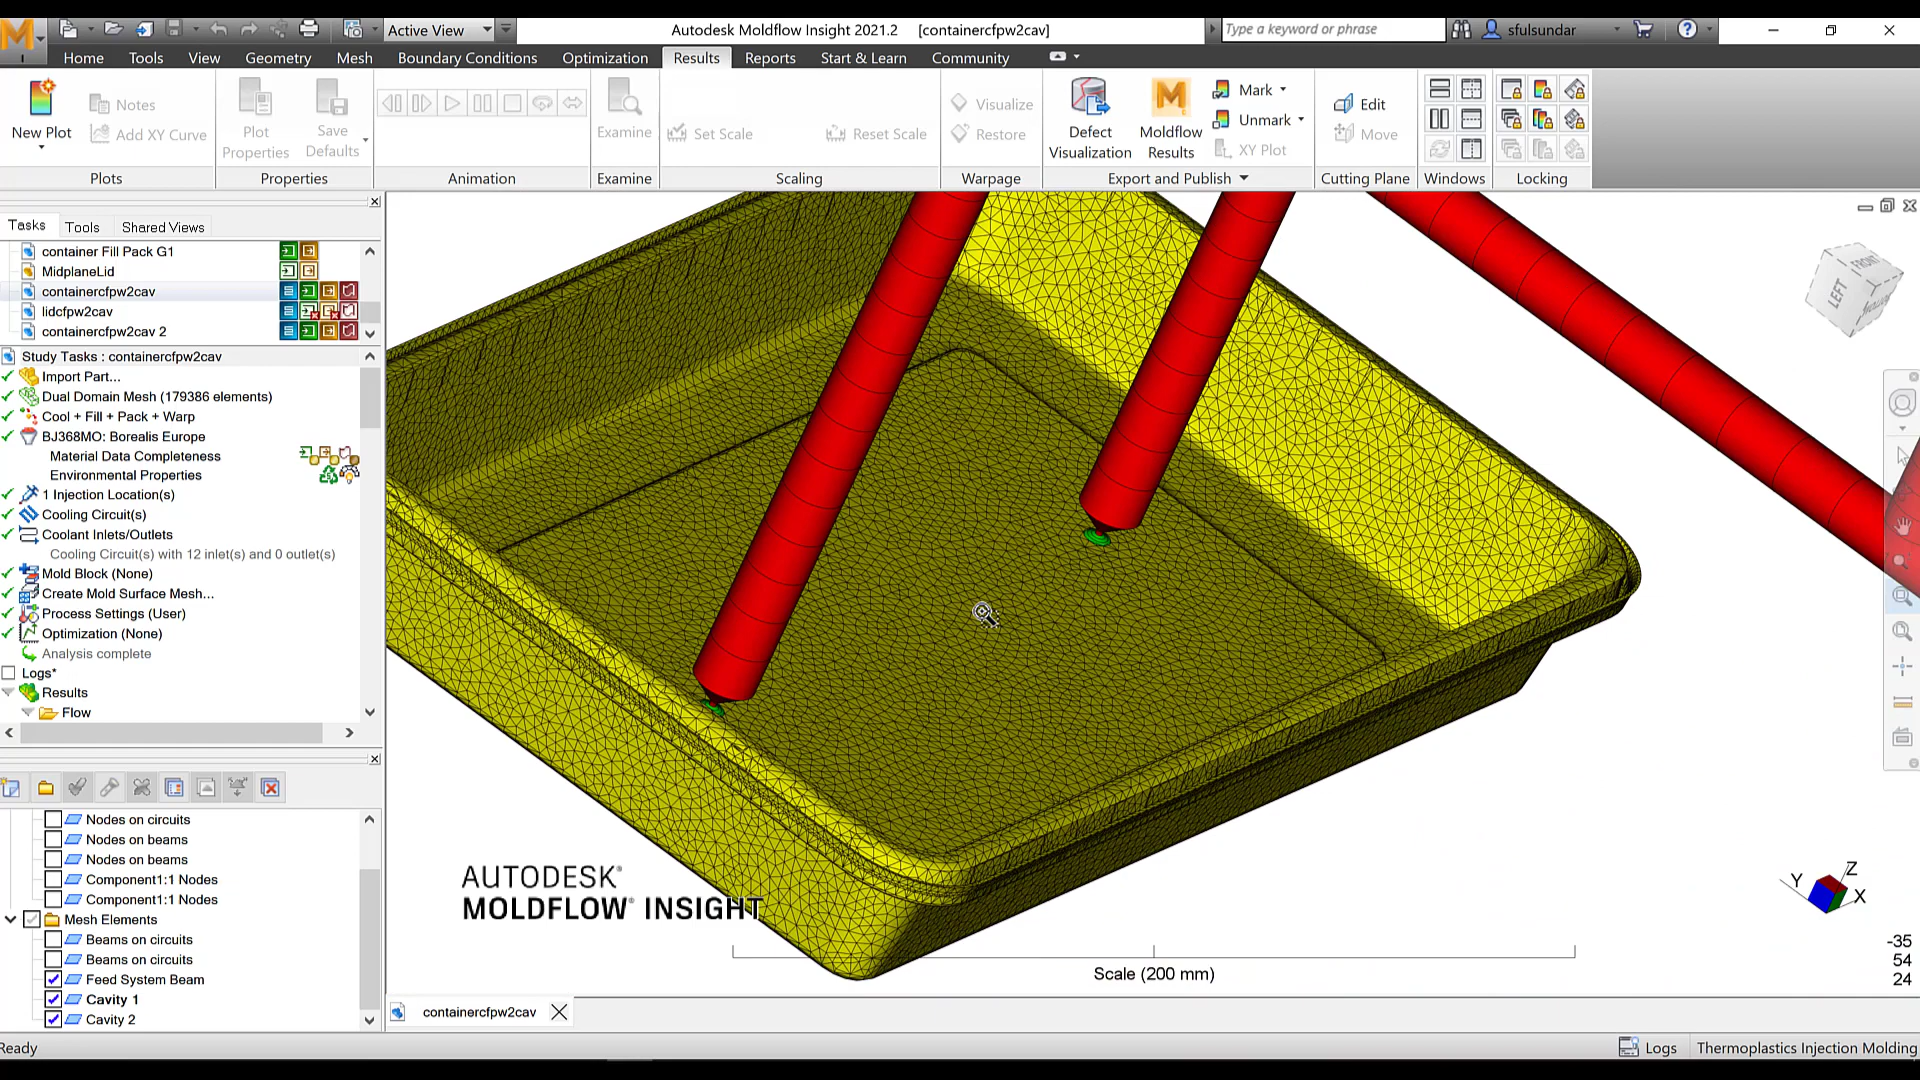 Active View
Autodesk Moldflow Insight 2021.2 [containercfpw2cav]
Type a keyword or phrase
sfulsundar
Home Tools View Geometry Mesh Boundary Conditions Optimization Results Reports Start & Learn Community
New Plot
Notes
Add XY Curve
Plots
Plot Properties
Save Defaults
Properties
Animation
Examine
Examine
Set Scale
Reset Scale
Scaling
Visualize
Restore
Warpage
Defect Visualization
Moldflow Results
Mark
Unmark
XY Plot
Export and Publish
Edit
Move
Cutting Plane
Windows
Locking
Tasks Tools Shared Views
container Fill Pack G1
MidplaneLid
containercfpw2cav
lidcfpw2cav
containercfpw2cav 2
Study Tasks : containercfpw2cav
Import Part...
Dual Domain Mesh (179386 elements)
Cool + Fill + Pack + Warp
BJ368MO: Borealis Europe
Material Data Completeness
Environmental Properties
1 Injection Location(s)
Cooling Circuit(s)
Coolant Inlets/Outlets
Cooling Circuit(s) with 12 inlet(s) and 0 outlet(s)
Mold Block (None)
Create Mold Surface Mesh...
Process Settings (User)
Optimization (None)
Analysis complete
Logs*
Results
Flow
Nodes on circuits
Nodes on beams
Nodes on beams
Component1:1 Nodes
Component1:1 Nodes
Mesh Elements
Beams on circuits
Beams on circuits
Feed System Beam
Cavity 1
Cavity 2
LEFT
FRONT
AUTODESK®
MOLDFLOW® INSIGHT
Scale (200 mm)
Z
Y
X
-35
54
24
containercfpw2cav
Ready
Logs
Thermoplastics Injection Molding